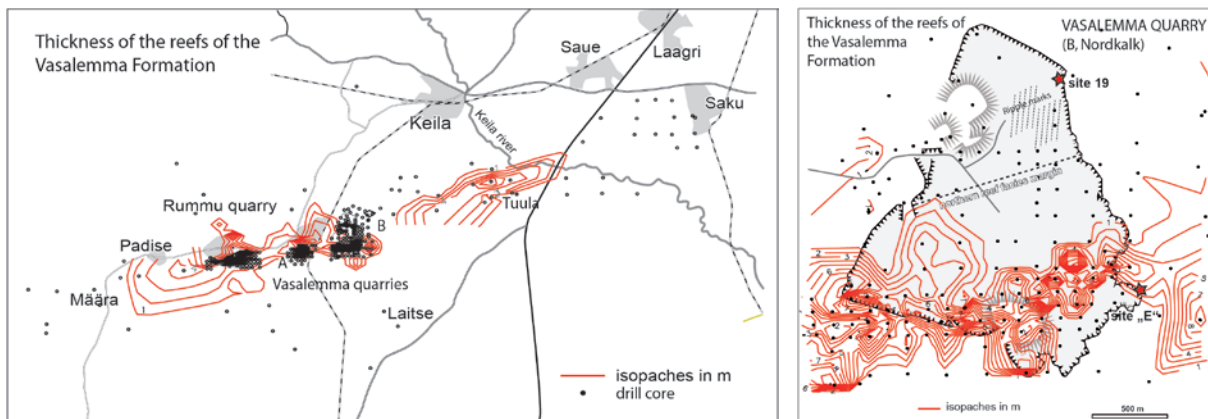 Thickness of the reefs of the
Vasalemma Formation
Saue
Laagri
Saku
Keila
Keila river
Tuula
Rummu quarry
Padise
B
A
Vasalemma quarries
Määra
1
Laitse
isopaches in m
drill core
Thickness of the reefs of
the Vasalemma
Formation
VASALEMMA QUARRY
(B, Nordkalk)
site 19
Ripple marks
northern reef facies margin
site „E“
isopaches in m
500 m